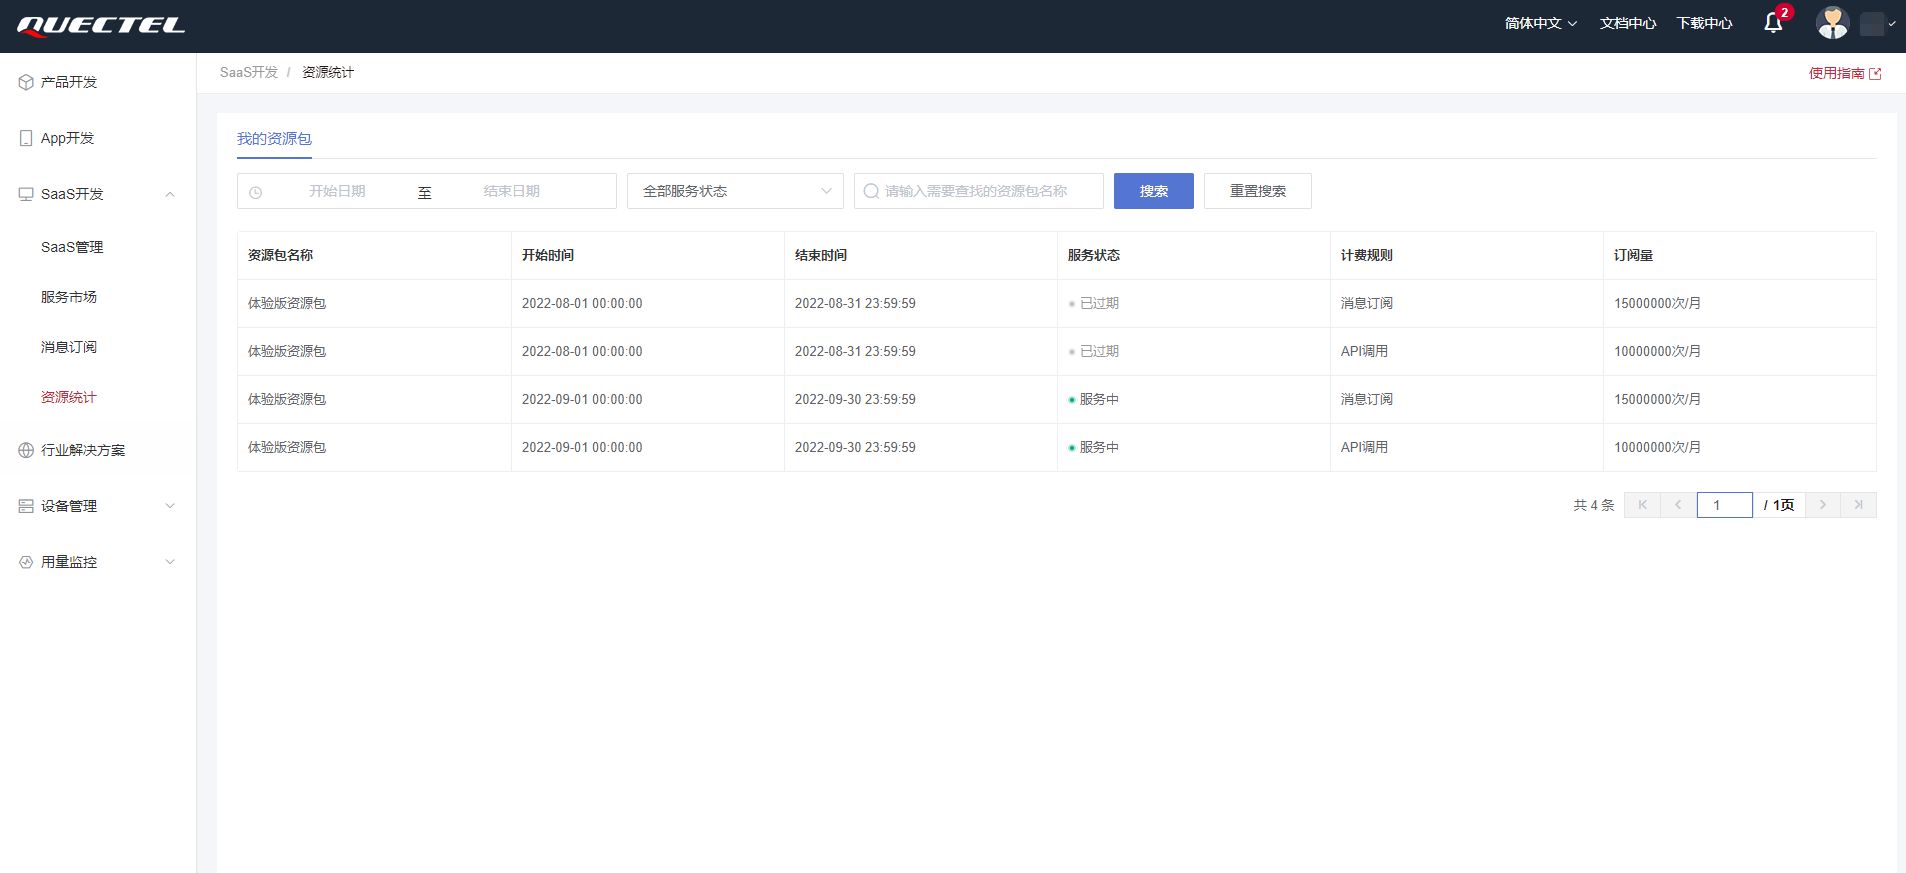 QUECTEL
简体中文 文档中心 下载中心 2
产品开发
App开发
SaaS开发
SaaS管理
服务市场
消息订阅
资源统计
行业解决方案
设备管理
用量监控
SaaS开发 / 资源统计 使用指南
我的资源包
开始日期 至 结束日期 全部服务状态 请输入需要查找的资源包名称 搜索 重置搜索
资源包名称 开始时间 结束时间 服务状态 计费规则 订阅量
体验版资源包 2022-08-01 00:00:00 2022-08-31 23:59:59 已过期 消息订阅 15000000次/月
体验版资源包 2022-08-01 00:00:00 2022-08-31 23:59:59 已过期 API调用 10000000次/月
体验版资源包 2022-09-01 00:00:00 2022-09-30 23:59:59 服务中 消息订阅 15000000次/月
体验版资源包 2022-09-01 00:00:00 2022-09-30 23:59:59 服务中 API调用 10000000次/月
共 4 条 1 / 1页